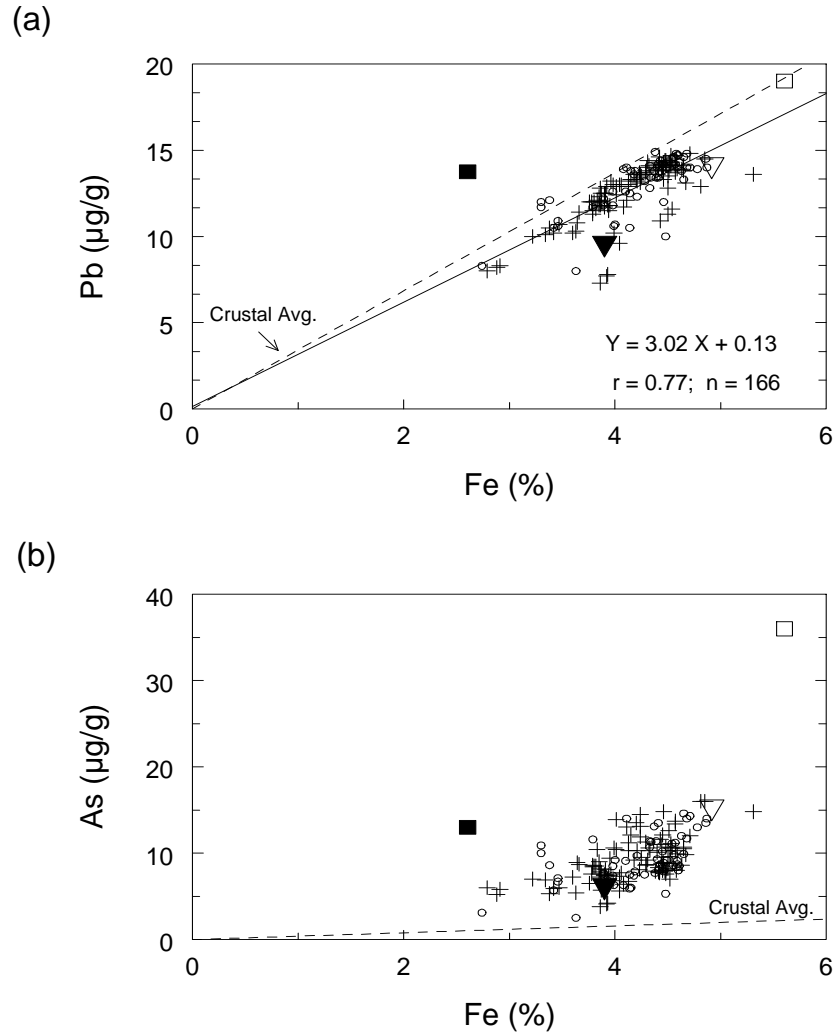 (a)
20
15
10
5
0
Pb (µg/g)
Crustal Avg.
Y = 3.02 X + 0.13
r = 0.77; n = 166
0 2 4 6
Fe (%)
(b)
40
30
20
10
0
As (µg/g)
Crustal Avg.
0 2 4 6
Fe (%)